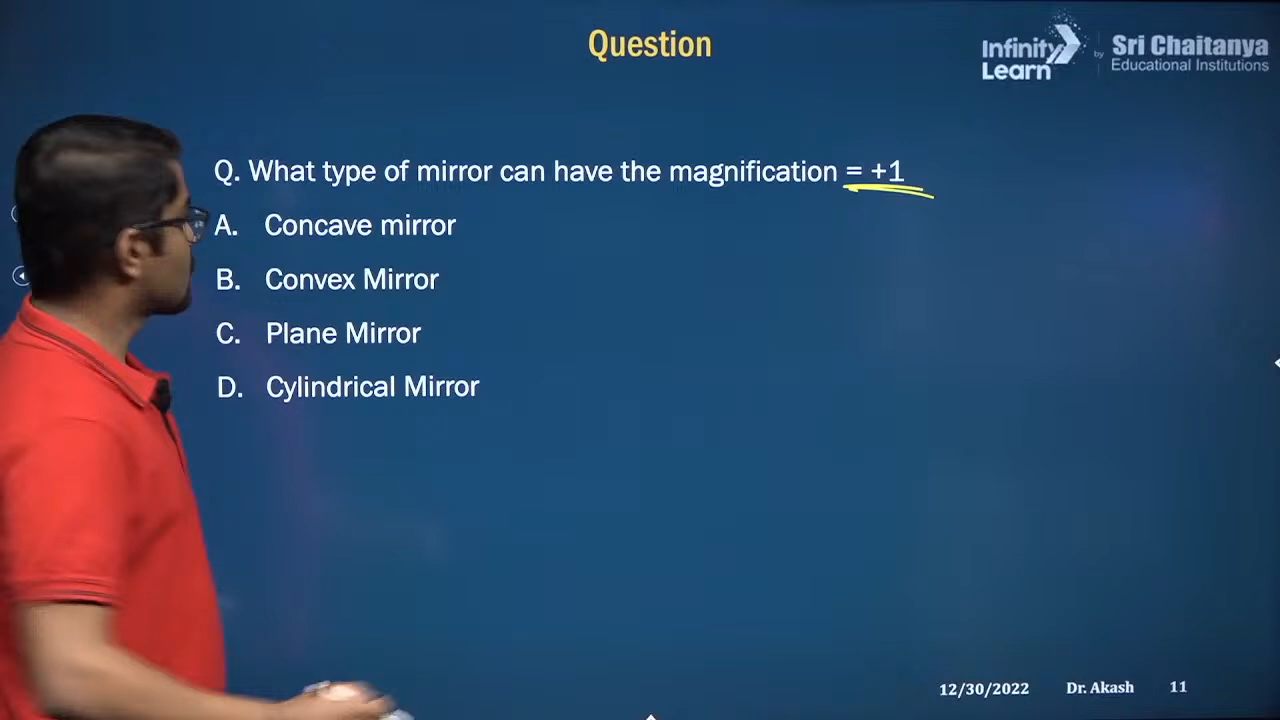 Question
Infinity
Learn
by
Sri Chaitanya
Educational Institutions
Q. What type of mirror can have the magnification = +1
A. Concave mirror
B. Convex Mirror
C. Plane Mirror
D. Cylindrical Mirror
12/30/2022 Dr. Akash 11